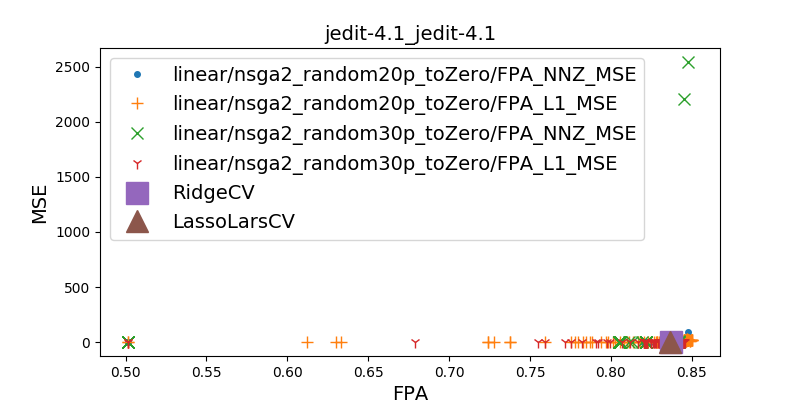 jedit-4.1_jedit-4.1
linear/nsga2_random20p_toZero/FPA_NNZ_MSE
linear/nsga2_random20p_toZero/FPA_L1_MSE
linear/nsga2_random30p_toZero/FPA_NNZ_MSE
linear/nsga2_random30p_toZero/FPA_L1_MSE
RidgeCV
LassoLarsCV
MSE
2500
2000
1500
1000
500
0
0.50
0.55
0.60
0.65
0.70
0.75
0.80
0.85
FPA